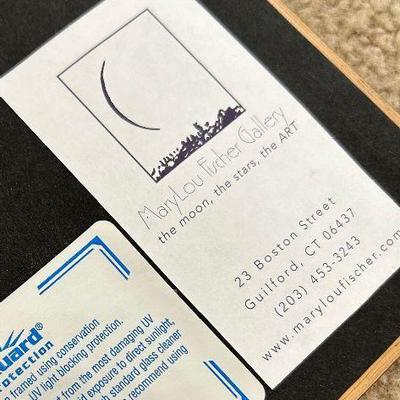 MaryLou Fischer Gallery
the moon, the stars, the ART
23 Boston Street
Guilford, CT 06437
(203) 453-3243
www.maryloufischer.com
uard®
rotection
framed using conservation
UV light blocking protection.
from the most damaging UV
id exposure to direct sunlight,
h standard glass cleaner
recommend using